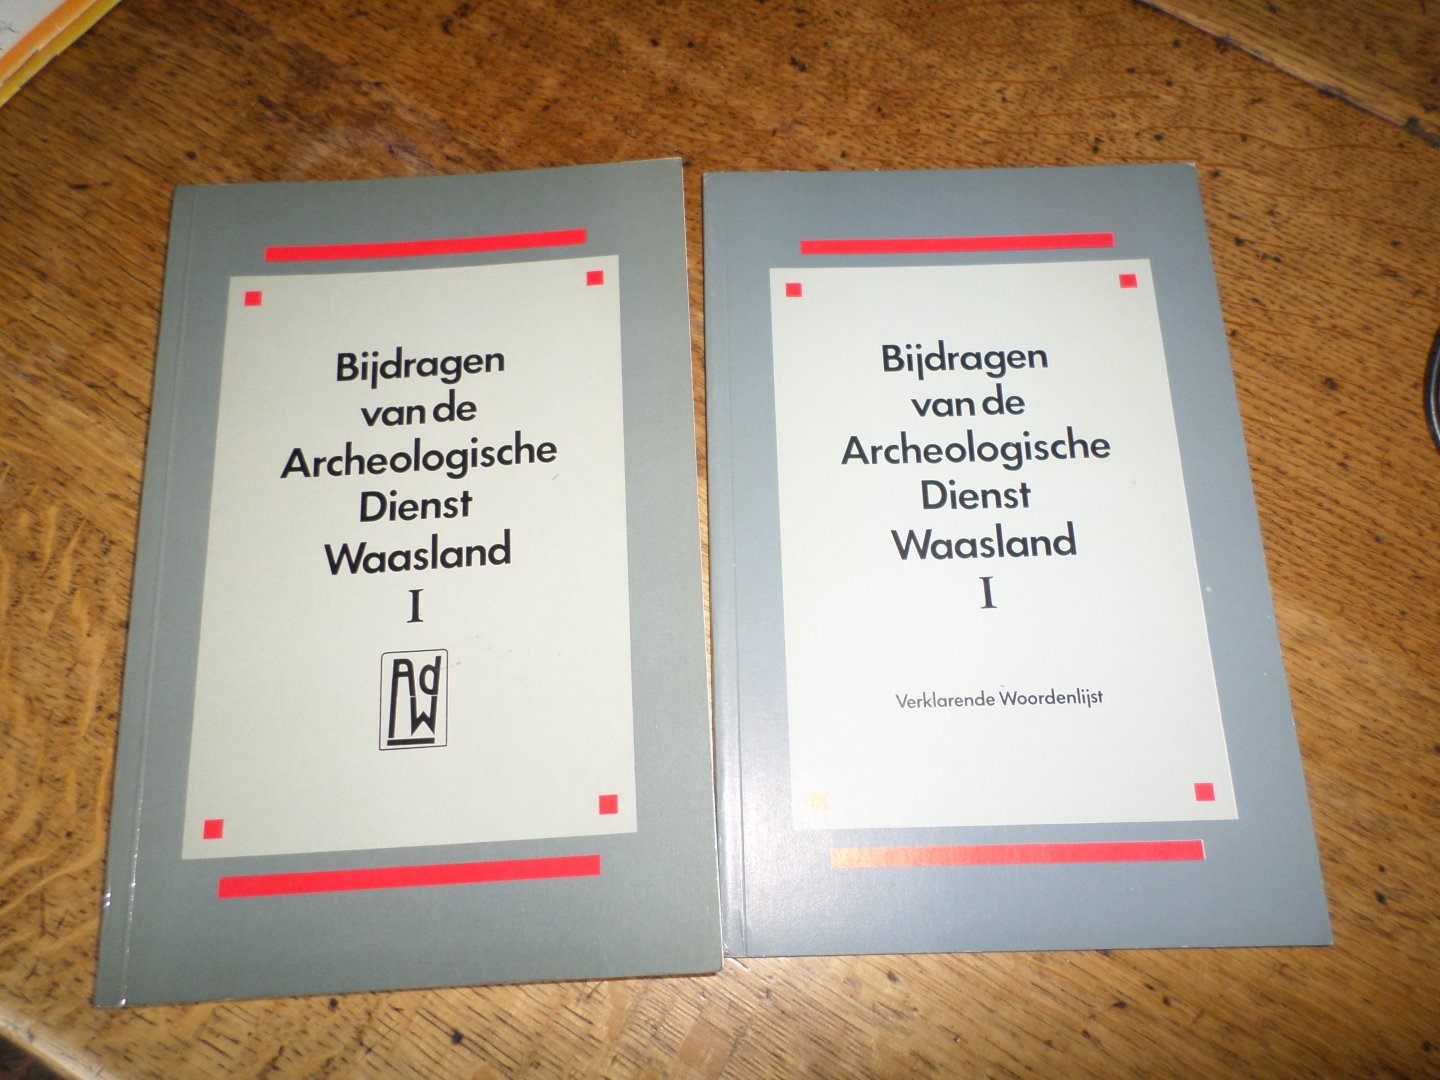 Bijdragen
van de
Archeologische
Dienst
Waasland
I
AdW
Bijdragen
van de
Archeologische
Dienst
Waasland
I
Verklarende Woordenlijst